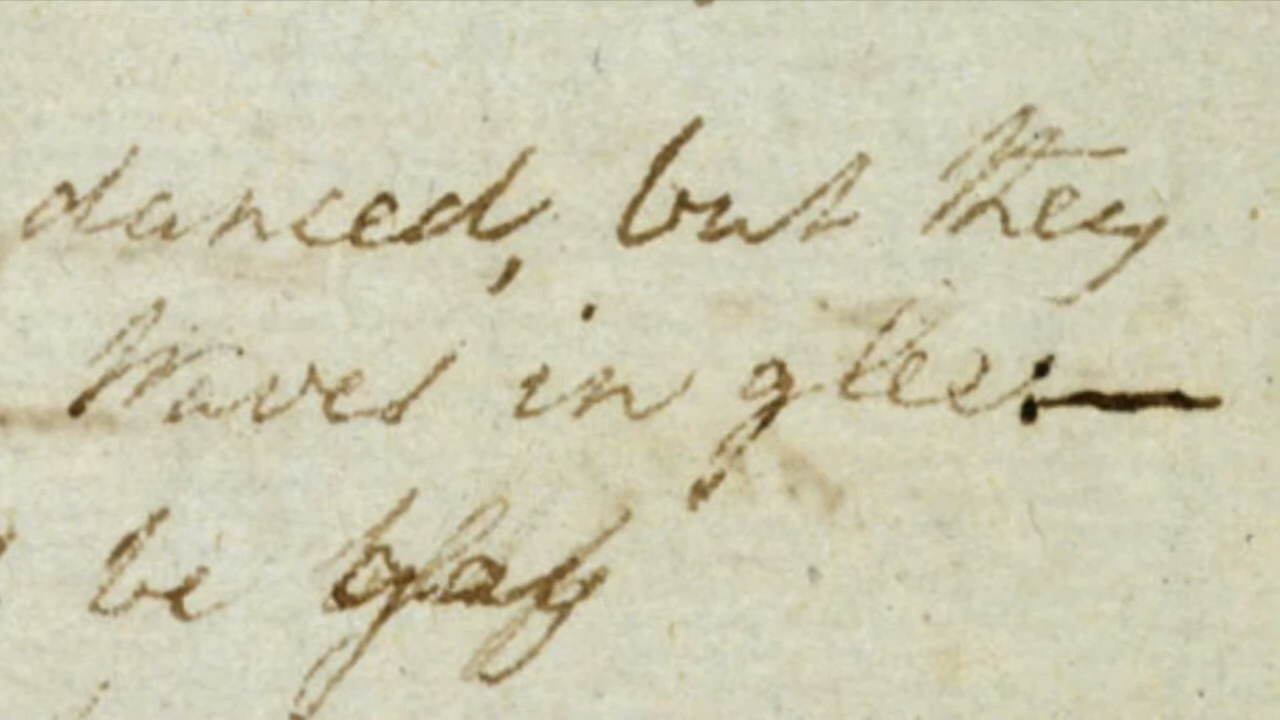 danced, but they
Waves in glee:—
be gay